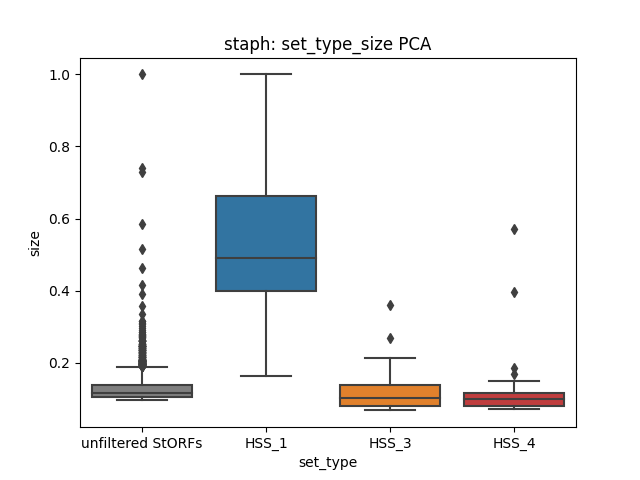 staph: set_type_size PCA
1.0
0.8
0.6
0.4
0.2
size
unfiltered StORFs
HSS_1
HSS_3
HSS_4
set_type